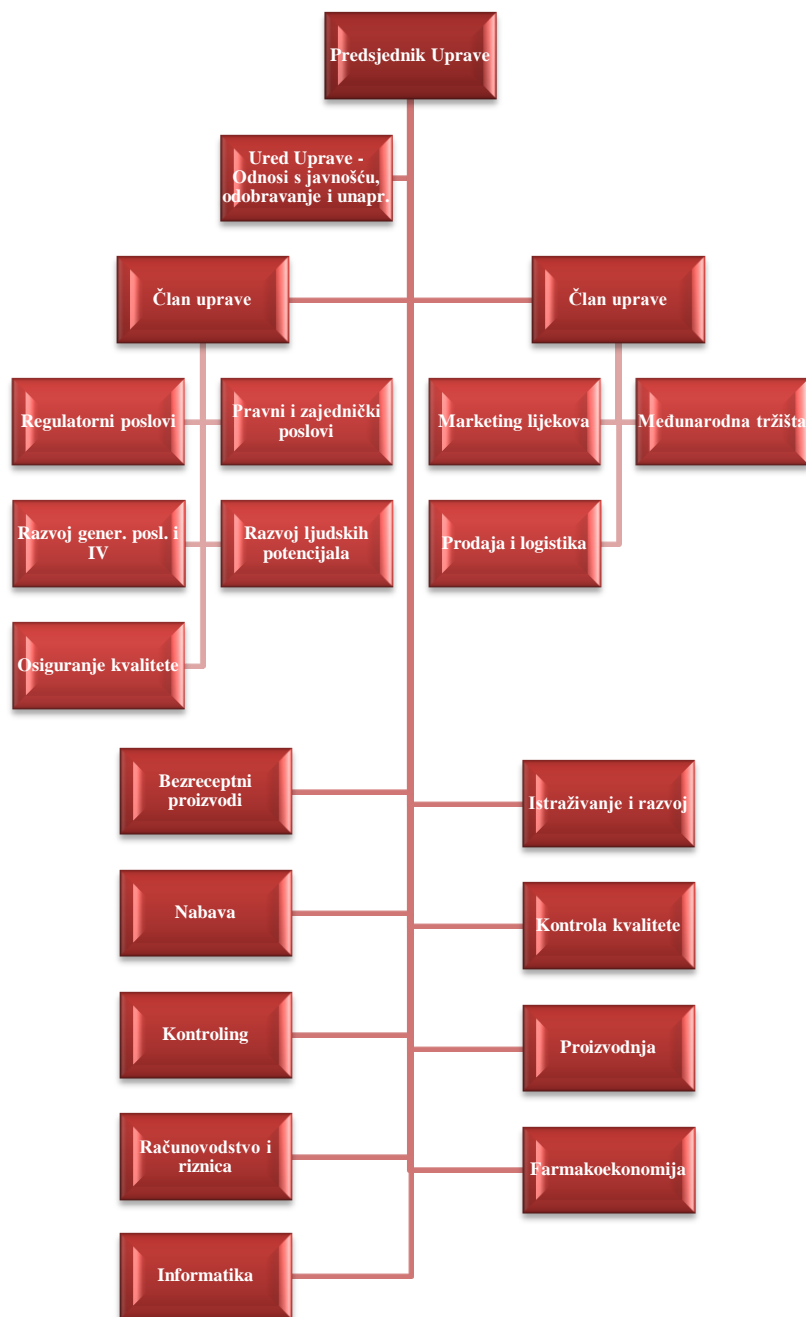 Predsjednik Uprave
Ured Uprave -
Odnosi s javnošću,
odobravanje i unapr.
Član uprave
Član uprave
Regulatorni poslovi
Pravni i zajednički
poslovi
Marketing lijekova
Međunarodna tržišta
Razvoj gener. posl. i
IV
Razvoj ljudskih
potencijala
Prodaja i logistika
Osiguranje kvalitete
Bezreceptni
proizvodi
Istraživanje i razvoj
Nabava
Kontrola kvalitete
Kontroling
Proizvodnja
Računovodstvo i
riznica
Farmakoekonomija
Informatika